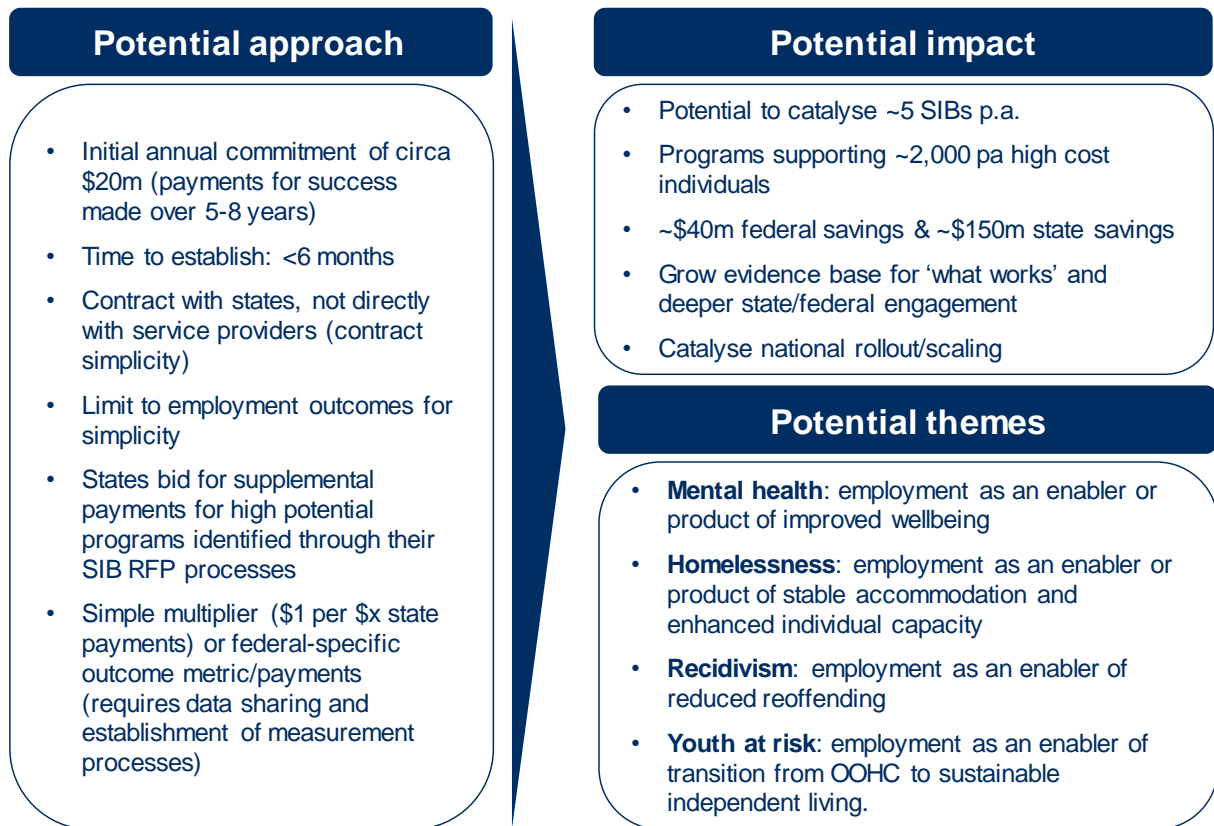 Potential approach
• Initial annual commitment of circa
$20m (payments for success
made over 5-8 years)
• Time to establish: <6 months
• Contract with states, not directly
with service providers (contract
simplicity)
• Limit to employment outcomes for
simplicity
• States bid for supplemental
payments for high potential
programs identified through their
SIB RFP processes
• Simple multiplier ($1 per $x state
payments) or federal-specific
outcome metric/payments
(requires data sharing and
establishment of measurement
processes)
Potential impact
• Potential to catalyse ~5 SIBs p.a.
• Programs supporting ~2,000 pa high cost
individuals
• ~$40m federal savings & ~$150m state savings
• Grow evidence base for ‘what works’ and
deeper state/federal engagement
• Catalyse national rollout/scaling
Potential themes
• Mental health: employment as an enabler or
product of improved wellbeing
• Homelessness: employment as an enabler or
product of stable accommodation and
enhanced individual capacity
• Recidivism: employment as an enabler of
reduced reoffending
• Youth at risk: employment as an enabler of
transition from OOHC to sustainable
independent living.